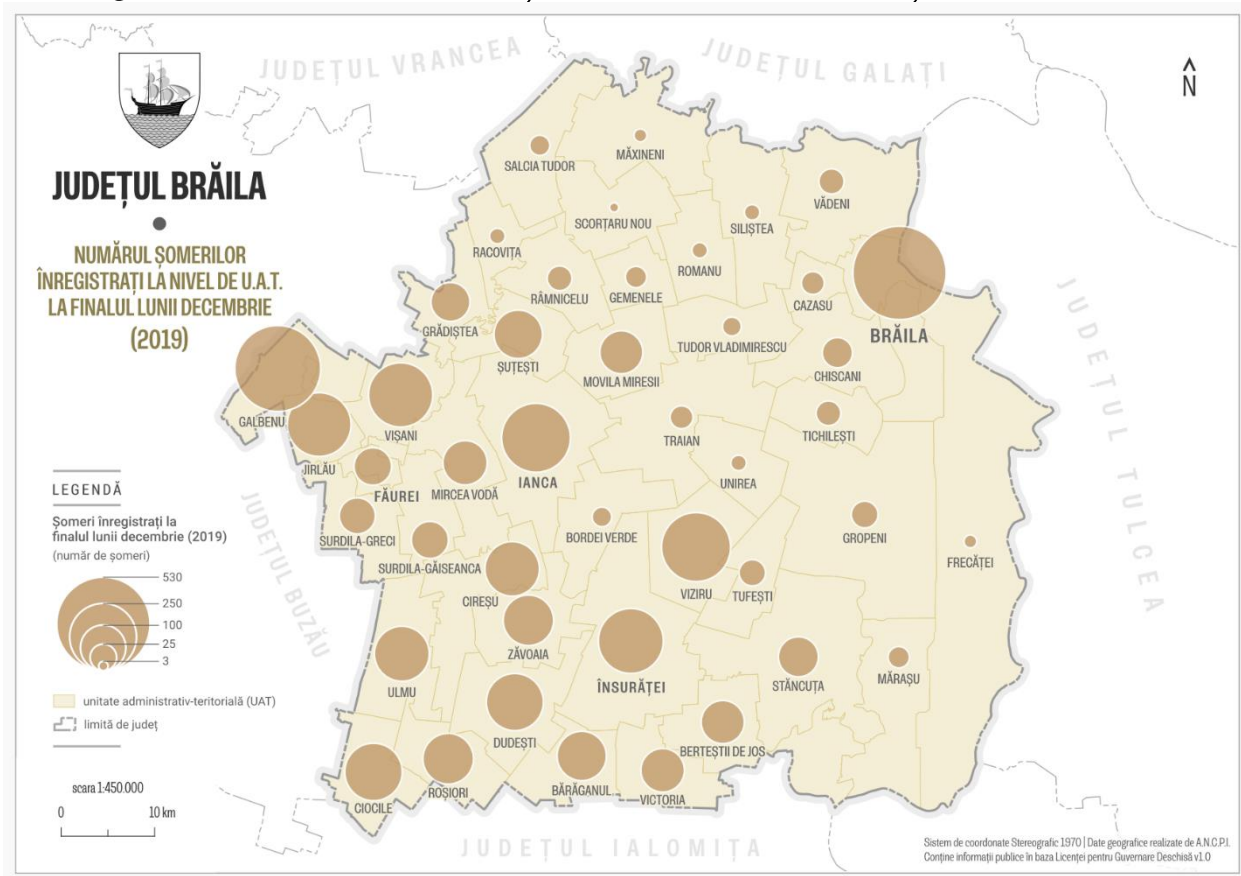 JUDEȚUL VRANCEA
JUDEȚUL GALAȚI
N
JUDEȚUL BRĂILA
NUMĂRUL ȘOMERILOR
ÎNREGISTRAȚI LA NIVEL DE U.A.T.
LA FINALUL LUNII DECEMBRIE
(2019)
SALCIA TUDOR
MĂXINENI
VĂDENI
SCORȚARU NOU
SILIȘTEA
RACOVIȚA
ROMANU
RÂMNICELU
GEMENELE
CAZASU
GRĂDIȘTEA
BRĂILA
TUDOR VLADIMIRESCU
ȘUȚEȘTI
MOVILA MIRESII
CHISCANI
GALBENU
VIȘANI
TRAIAN
TICHILEȘTI
JIRLĂU
IANCA
UNIREA
FĂUREI
MIRCEA VODĂ
SURDILA-GRECI
BORDEI VERDE
GROPENI
FRECĂȚEI
SURDILA-GĂISEANCA
CIREȘU
VIZIRU
TUFEȘTI
ZĂVOAIA
ULMU
ÎNSURĂȚEI
STĂNCUȚA
MĂRAȘU
DUDEȘTI
BERTEȘTII DE JOS
CIOCILE
ROȘIORI
BĂRĂGANUL
VICTORIA
JUDEȚUL TULCEA
JUDEȚUL BUZĂU
JUDEȚUL IALOMIȚA
LEGENDĂ
Șomeri înregistrați la
finalul lunii decembrie (2019)
(număr de șomeri)
530
250
100
25
3
unitate administrativ-teritorială (UAT)
limită de județ
scara 1:450.000
0 10 km
Sistem de coordonate Stereografic 1970 | Date geografice realizate de A.N.C.P.I.
Conține informații publice în baza Licenței pentru Guvernare Deschisă v1.0